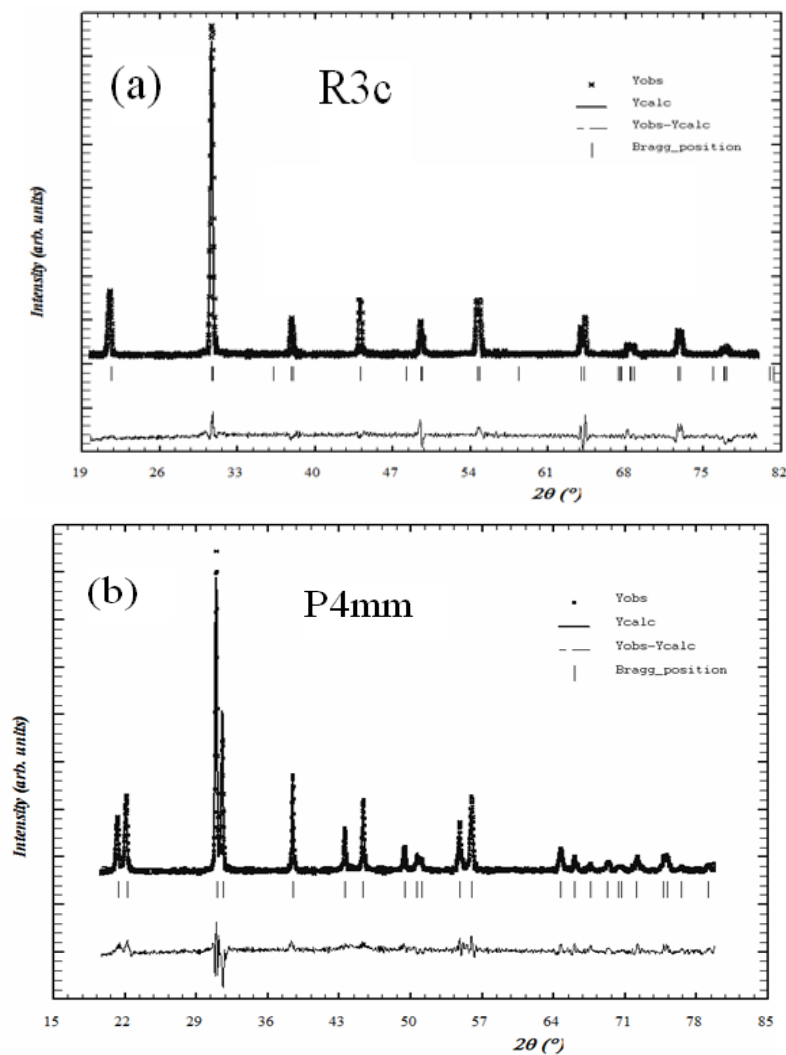 (a)
R3c
Yobs
Ycalc
Yobs-Ycalc
Bragg_position
Intensity (arb. units)
19 26 33 40 47 54 61 68 75 82
2θ (°)
(b)
P4mm
Yobs
Ycalc
Yobs-Ycalc
Bragg_position
Intensity (arb. units)
15 22 29 36 43 50 57 64 71 78 85
2θ (°)